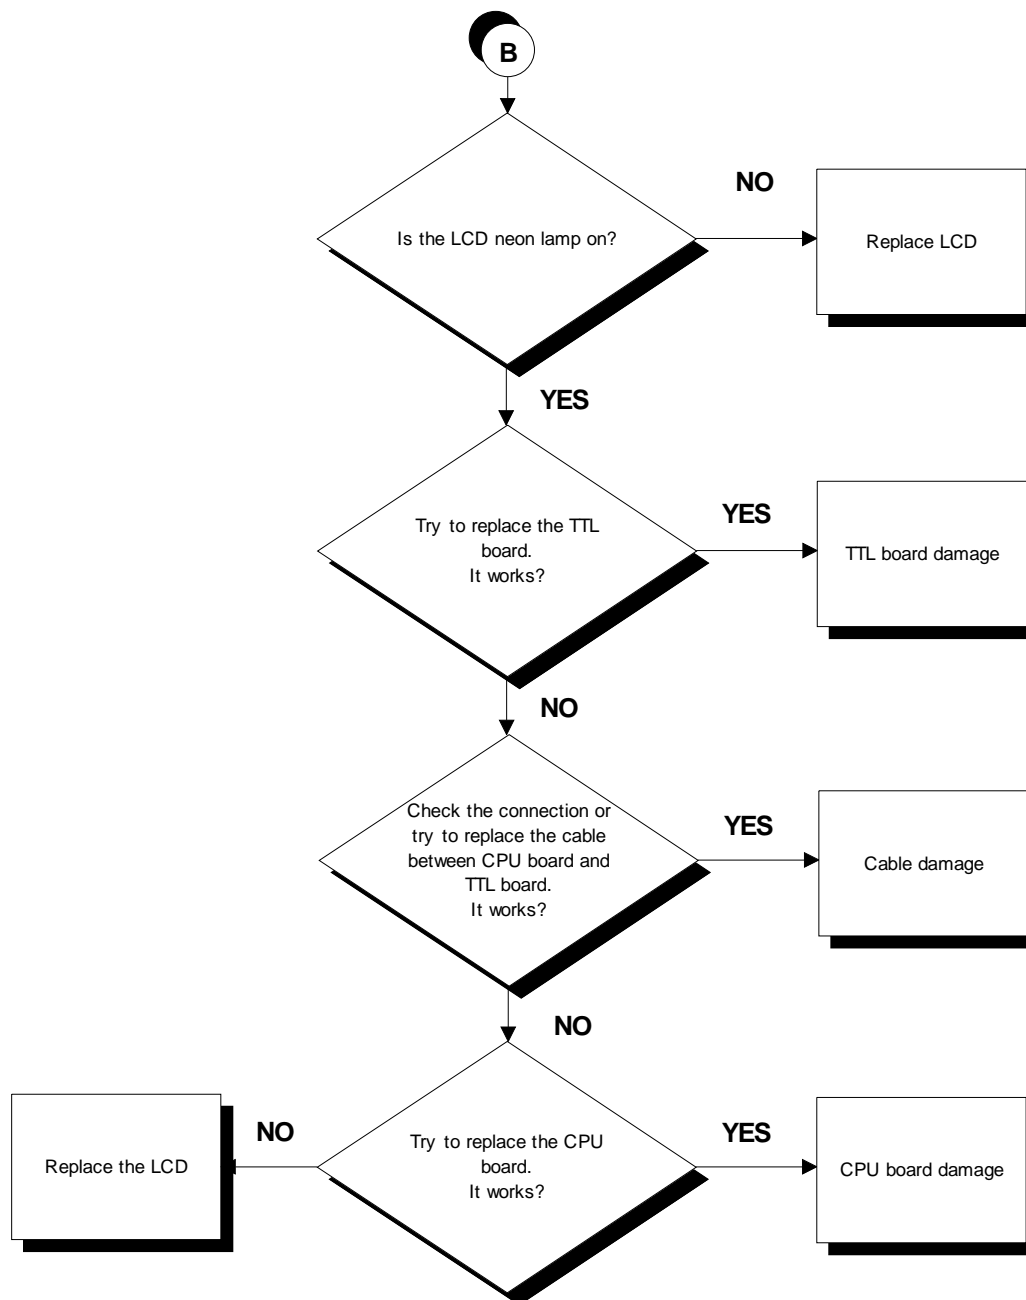 B
NO
Is the LCD neon lamp on?
Replace LCD
YES
Try to replace the TTL
board.
It works?
YES
TTL board damage
NO
Check the connection or
try to replace the cable
between CPU board and
TTL board.
It works?
YES
Cable damage
NO
Try to replace the CPU
board.
It works?
NO
Replace the LCD
YES
CPU board damage